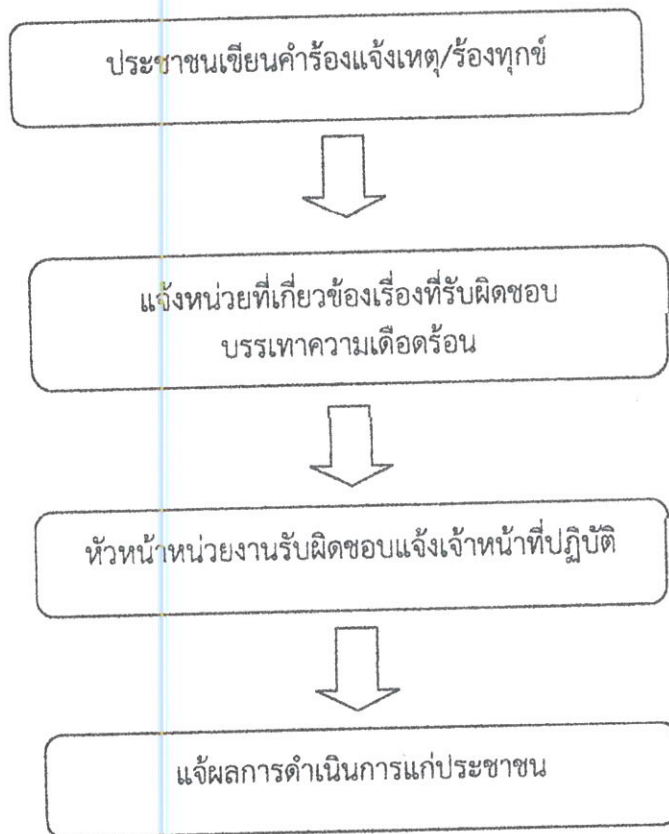 ประชาชนเขียนคำร้องแจ้งเหตุ/ร้องทุกข์
แจ้งหน่วยที่เกี่ยวข้องเรื่องที่รับผิดชอบ
บรรเทาความเดือดร้อน
หัวหน้าหน่วยงานรับผิดชอบแจ้งเจ้าหน้าที่ปฏิบัติ
แจ้ผลการดำเนินการแก่ประชาชน